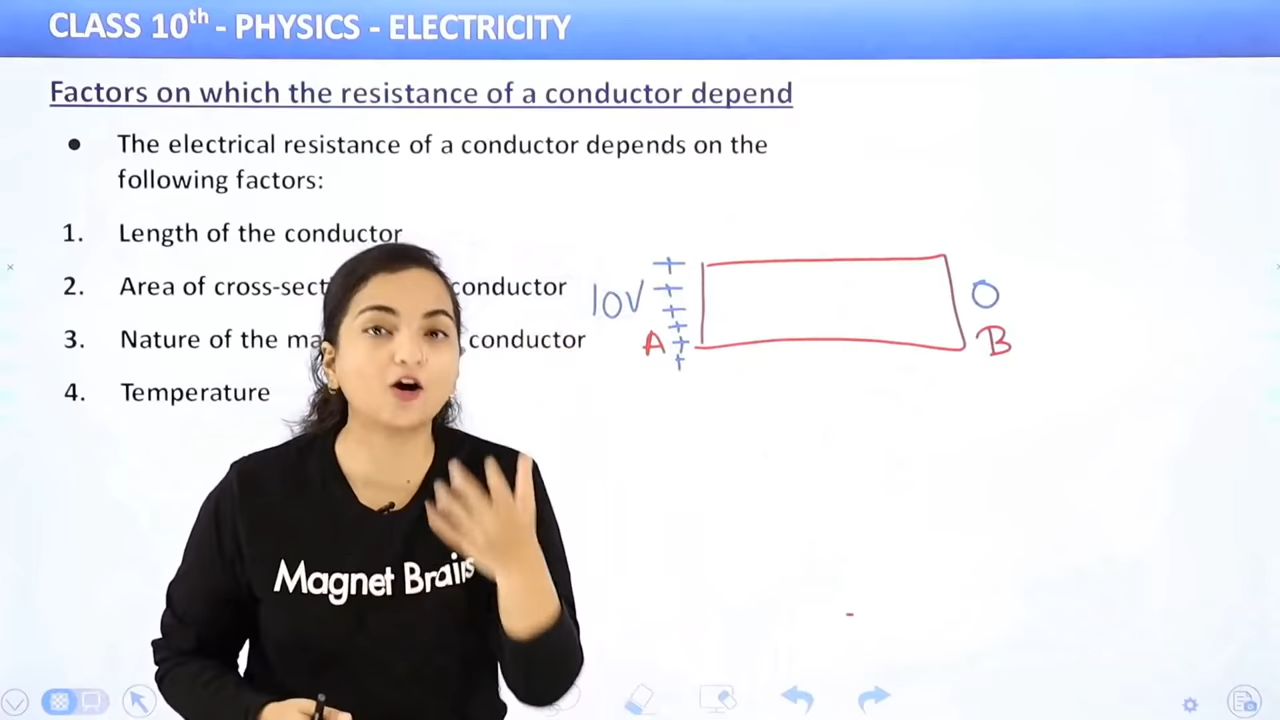 CLASS 10th - PHYSICS - ELECTRICITY
Factors on which the resistance of a conductor depend
• The electrical resistance of a conductor depends on the
following factors:
1. Length of the conductor
2. Area of cross-sect conductor
3. Nature of the ma conductor
4. Temperature
10V + + + + + + O
A B
Magnet Brains